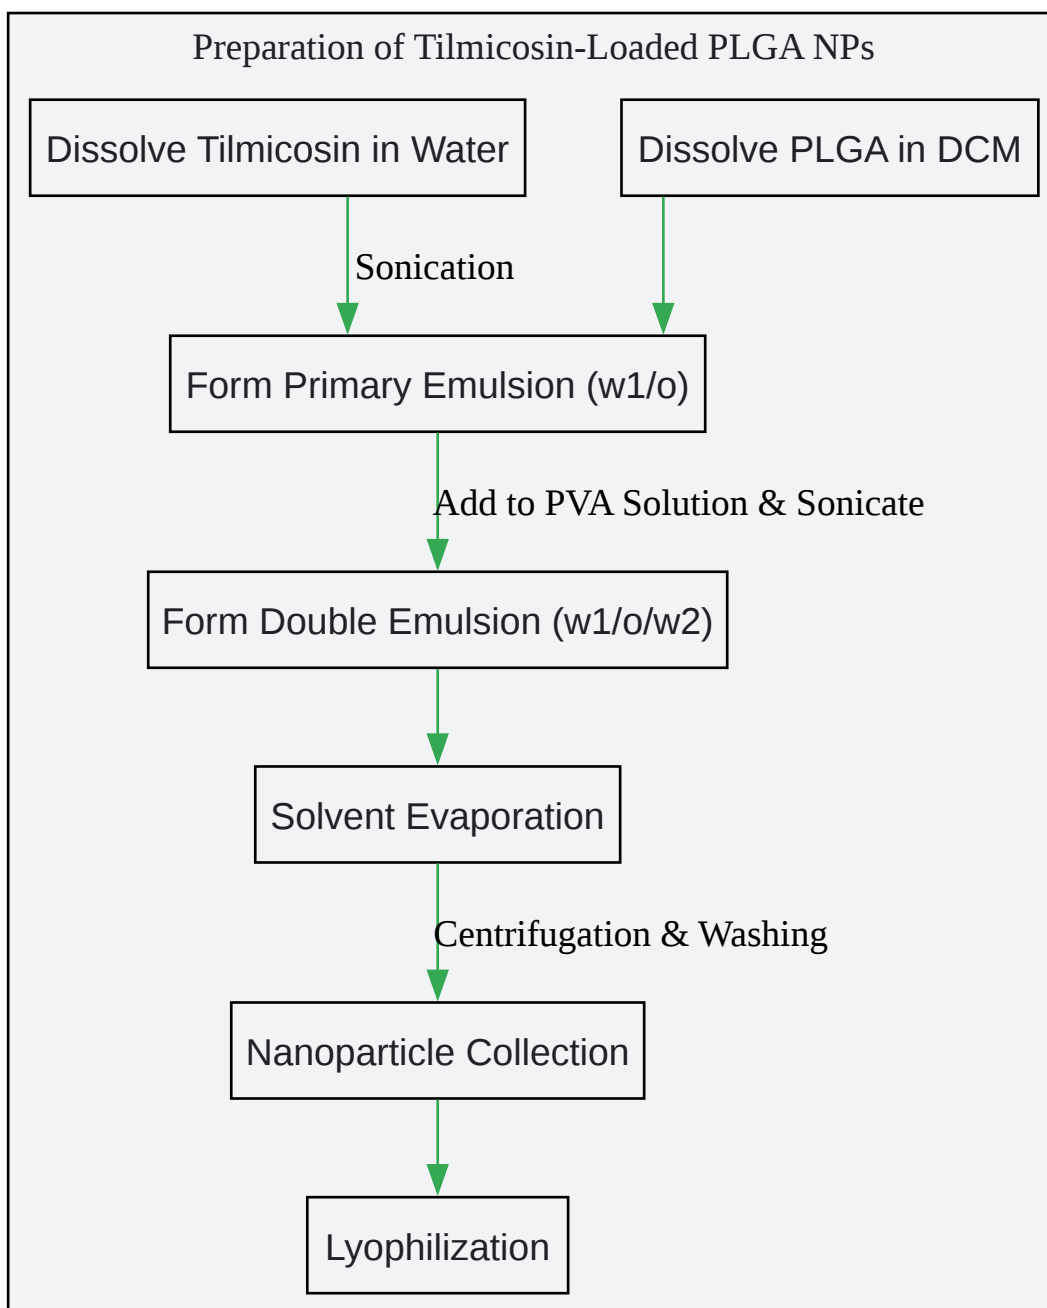 Preparation of Tilmicosin-Loaded PLGA NPs
Dissolve Tilmicosin in Water
Dissolve PLGA in DCM
Sonication
Form Primary Emulsion (w1/o)
Add to PVA Solution & Sonicate
Form Double Emulsion (w1/o/w2)
Solvent Evaporation
Centrifugation & Washing
Nanoparticle Collection
Lyophilization